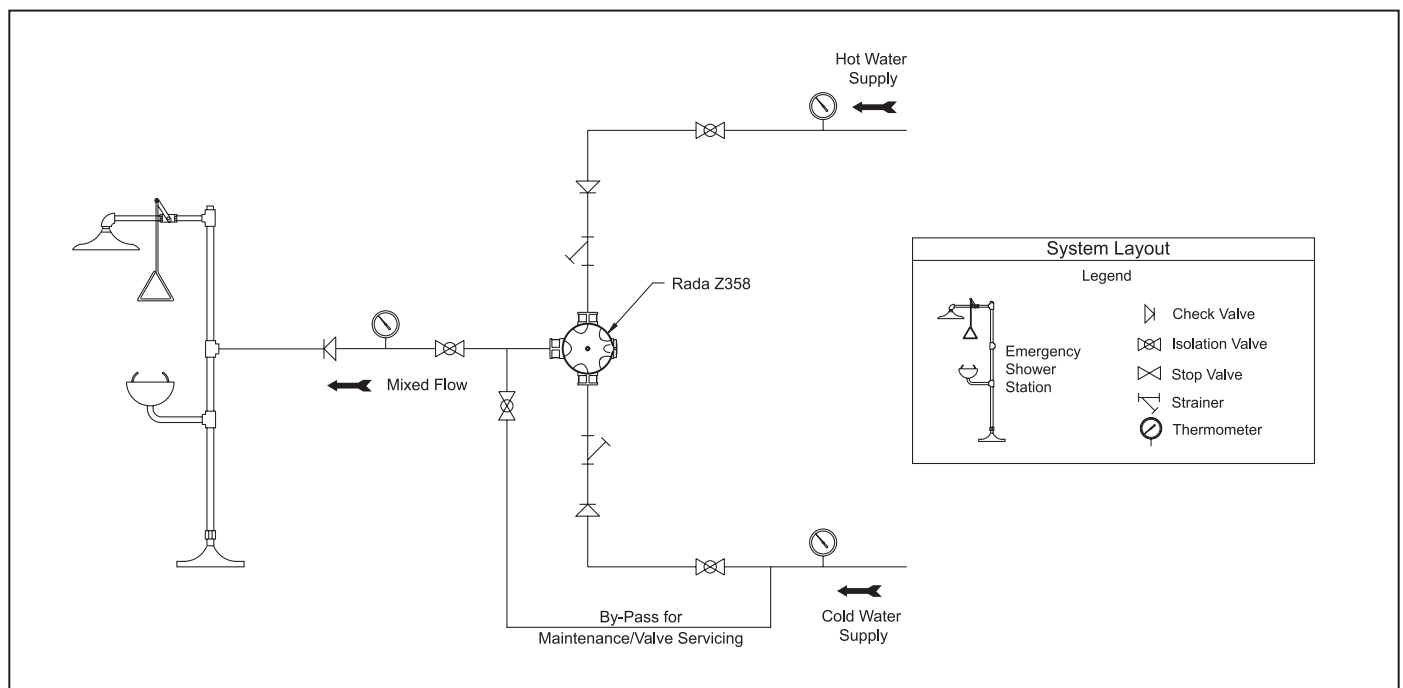 Hot Water
Supply
Rada Z358
Mixed Flow
By-Pass for
Maintenance/Valve Servicing
Cold Water
Supply
System Layout
Legend
Emergency
Shower
Station
Check Valve
Isolation Valve
Stop Valve
Strainer
Thermometer